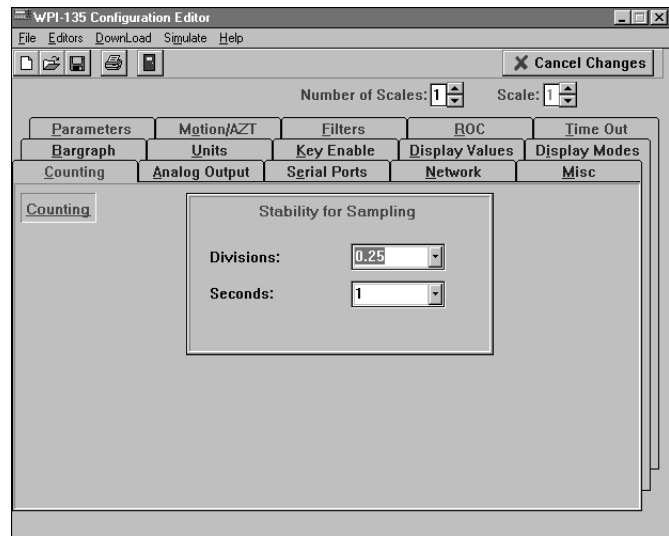 WPI-135 Configuration Editor
File Editors DownLoad Simulate Help
Cancel Changes
Number of Scales: 1 Scale: 1
Parameters Motion/AZT Filters ROC Time Out
Bargraph Units Key Enable Display Values Display Modes
Counting Analog Output Serial Ports Network Misc
Counting
Stability for Sampling
Divisions: 0.25
Seconds: 1